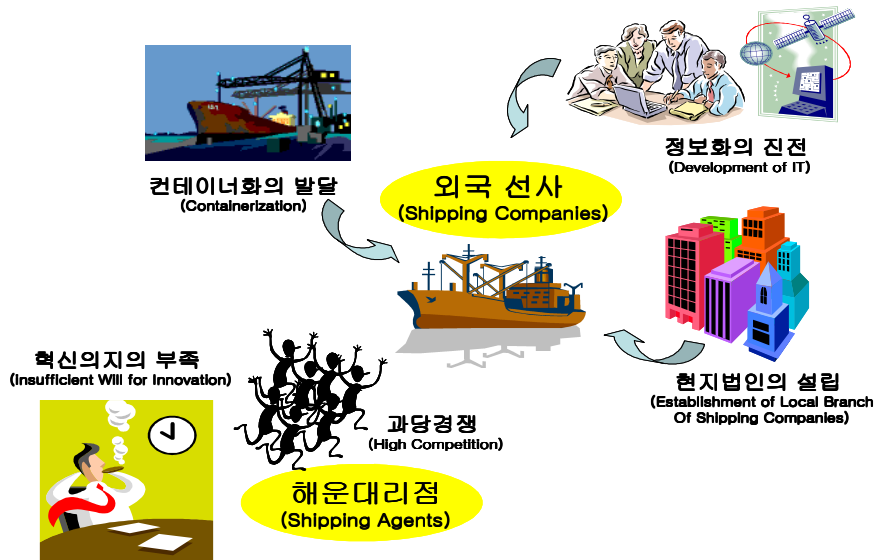 정보화의 진전
(Development of IT)
컨테이너화의 발달
(Containerization)
외국 선사
(Shipping Companies)
혁신의지의 부족
(Insufficient Will for Innovation)
현지법인의 설립
(Establishment of Local Branch
Of Shipping Companies)
과당경쟁
(High Competition)
해운대리점
(Shipping Agents)